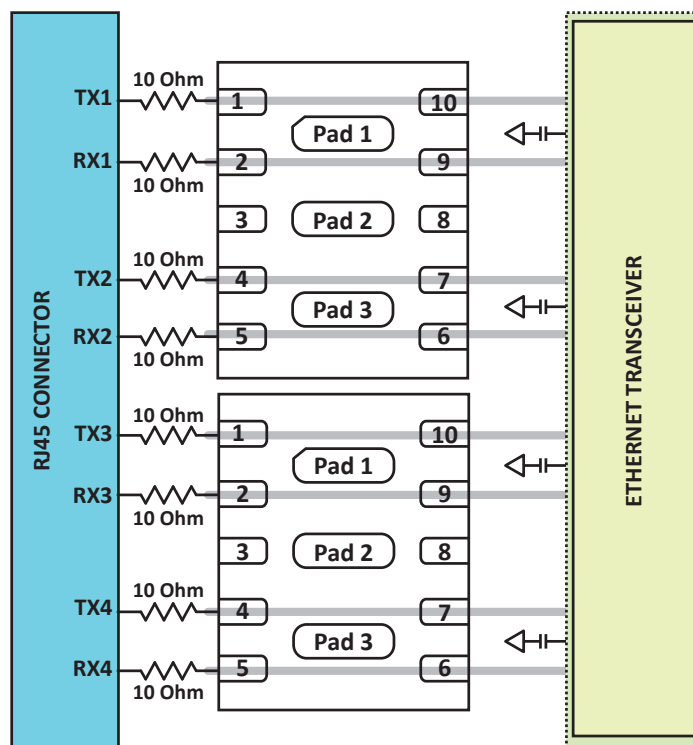 RJ45 CONNECTOR
ETHERNET TRANSCEIVER
10 Ohm
TX1
1
10
Pad 1
RX1
2
9
10 Ohm
3
Pad 2
8
10 Ohm
TX2
4
7
Pad 3
RX2
5
6
10 Ohm
10 Ohm
TX3
1
10
Pad 1
RX3
2
9
10 Ohm
3
Pad 2
8
10 Ohm
TX4
4
7
Pad 3
RX4
5
6
10 Ohm